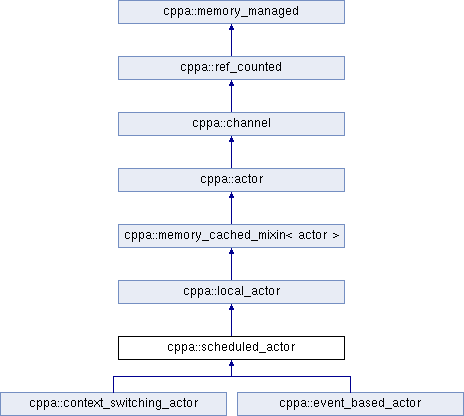 cppa::memory_managed
cppa::ref_counted
cppa::channel
cppa::actor
cppa::memory_cached_mixin< actor >
cppa::local_actor
cppa::scheduled_actor
cppa::context_switching_actor
cppa::event_based_actor